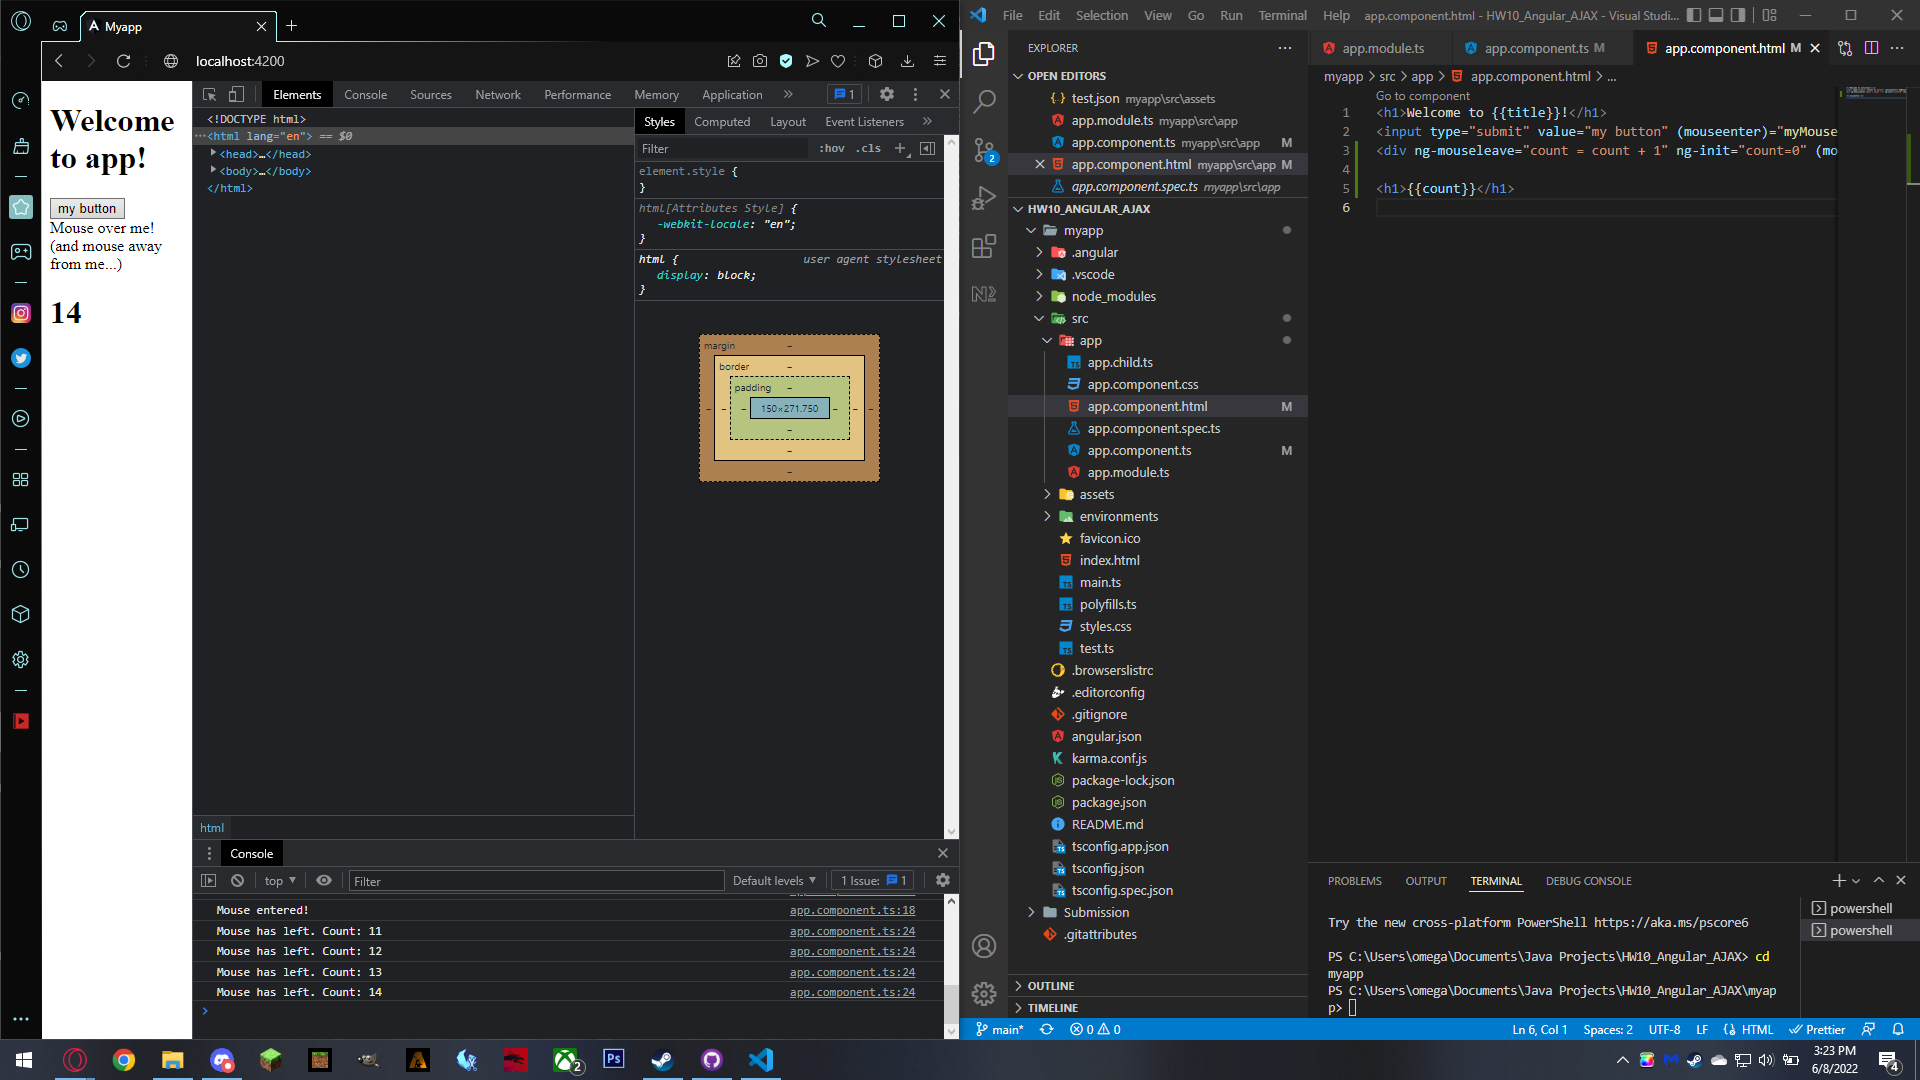 Myapp
localhost:4200
Welcome
to app!
my button
Mouse over me!
(and mouse away
from me...)
14
Elements Console Sources Network Performance Memory Application » 1
<!DOCTYPE html>
···<html lang="en"> == $0
<head>…</head>
<body>…</body>
</html>
html
Styles Computed Layout Event Listeners »
Filter :hov .cls +
element.style {
}
html[Attributes Style] {
-webkit-locale: "en";
}
html { user agent stylesheet
display: block;
}
margin –
border –
padding –
– – – 150×271.750 – – –
–
–
–
Console
top Filter Default levels 1 Issue: 1
Mouse entered! app.component.ts:18
Mouse has left. Count: 11 app.component.ts:24
Mouse has left. Count: 12 app.component.ts:24
Mouse has left. Count: 13 app.component.ts:24
Mouse has left. Count: 14 app.component.ts:24
>
File Edit Selection View Go Run Terminal Help app.component.html - HW10_Angular_AJAX - Visual Studi...
2
EXPLORER ···
OPEN EDITORS
{} test.json myapp\src\assets
app.module.ts myapp\src\app
app.component.ts myapp\src\app M
app.component.html myapp\src\app M
app.component.spec.ts myapp\src\app
HW10_ANGULAR_AJAX
myapp
.angular
.vscode
node_modules
src
app
app.child.ts
app.component.css
app.component.html M
app.component.spec.ts
app.component.ts M
app.module.ts
assets
environments
favicon.ico
index.html
main.ts
polyfills.ts
styles.css
test.ts
.browserslistrc
.editorconfig
.gitignore
angular.json
karma.conf.js
package-lock.json
package.json
README.md
tsconfig.app.json
tsconfig.json
tsconfig.spec.json
Submission
.gitattributes
OUTLINE
TIMELINE
app.module.ts app.component.ts M app.component.html M
myapp > src > app > app.component.html > ...
Go to component
1 <h1>Welcome to {{title}}!</h1>
2 <input type="submit" value="my button" (mouseenter)="myMouse
3 <div ng-mouseleave="count = count + 1" ng-init="count=0" (mo
4
5 <h1>{{count}}</h1>
6
PROBLEMS OUTPUT TERMINAL DEBUG CONSOLE
Try the new cross-platform PowerShell https://aka.ms/pscore6
PS C:\Users\omega\Documents\Java Projects\HW10_Angular_AJAX> cd
myapp
PS C:\Users\omega\Documents\Java Projects\HW10_Angular_AJAX\myap
p>
powershell
powershell
main* 0 0 Ln 6, Col 1 Spaces: 2 UTF-8 LF HTML Prettier
Ps
2
3:23 PM
6/8/2022
4